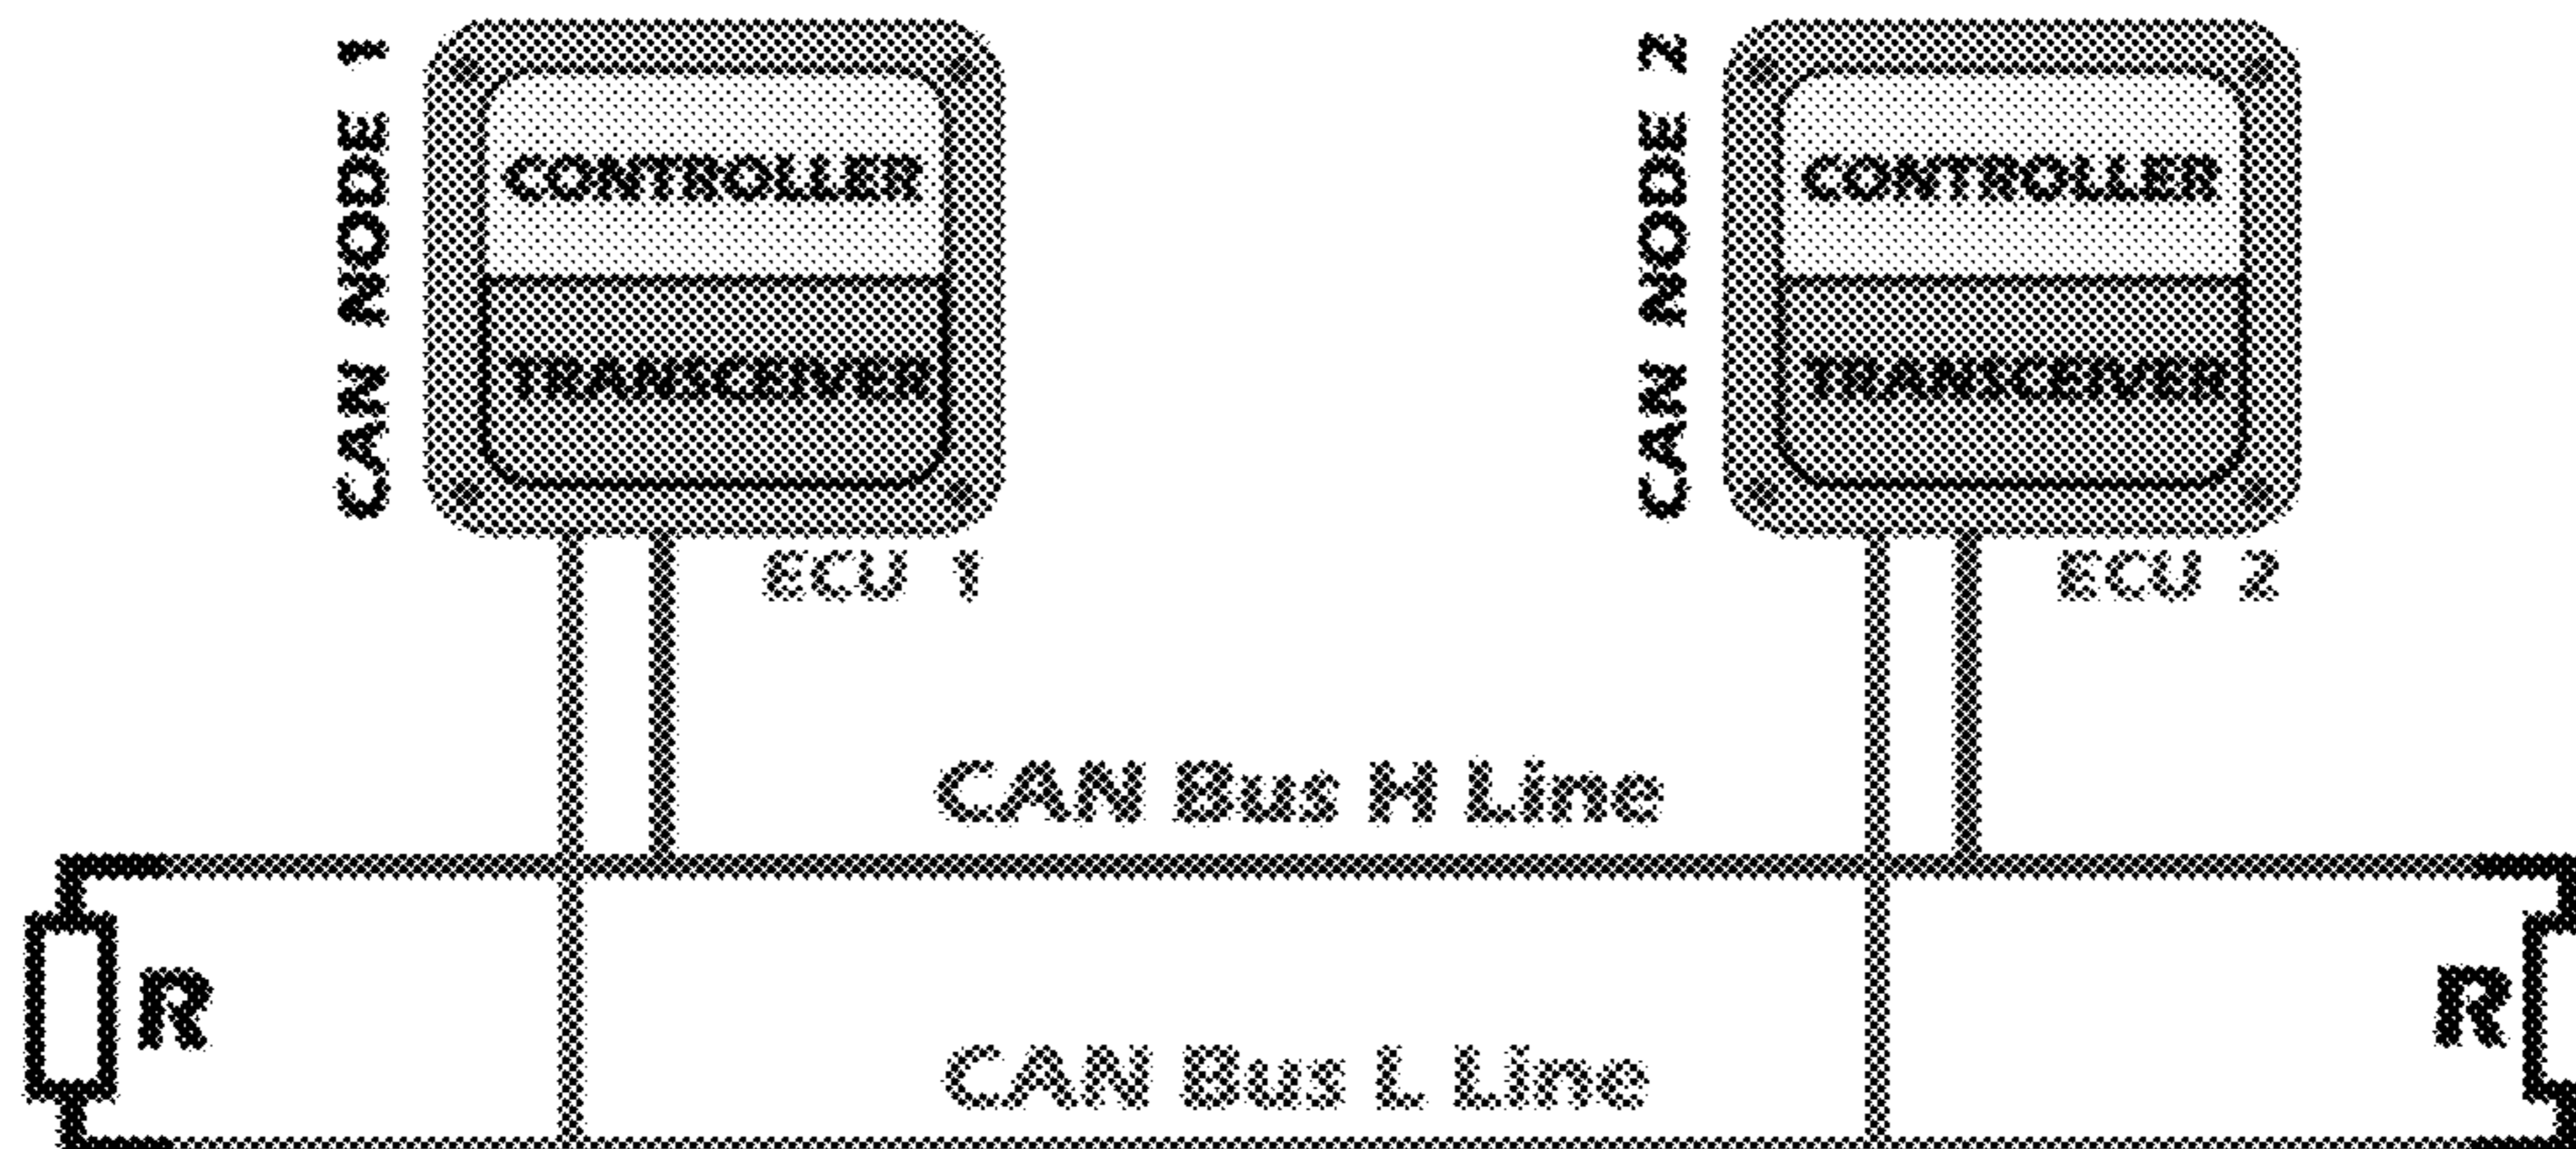 CAN NODE 1
CONTROLLER
TRANSCEIVER
ECU 1
CAN NODE 2
CONTROLLER
TRANSCEIVER
ECU 2
CAN Bus H Line
R
R
CAN Bus L Line